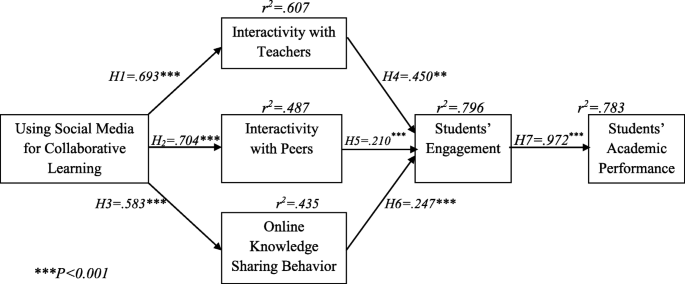 r²=.607
Interactivity with
Teachers
H1=.693***
H4=.450**
r²=.487
r²=.796
r²=.783
Using Social Media
for Collaborative
Learning
H₂=.704***
Interactivity
with Peers
H5=.210***
Students'
Engagement
H7=.972***
Students'
Academic
Performance
H3=.583***
r²=.435
H6=.247***
Online
Knowledge
Sharing Behavior
***P<0.001